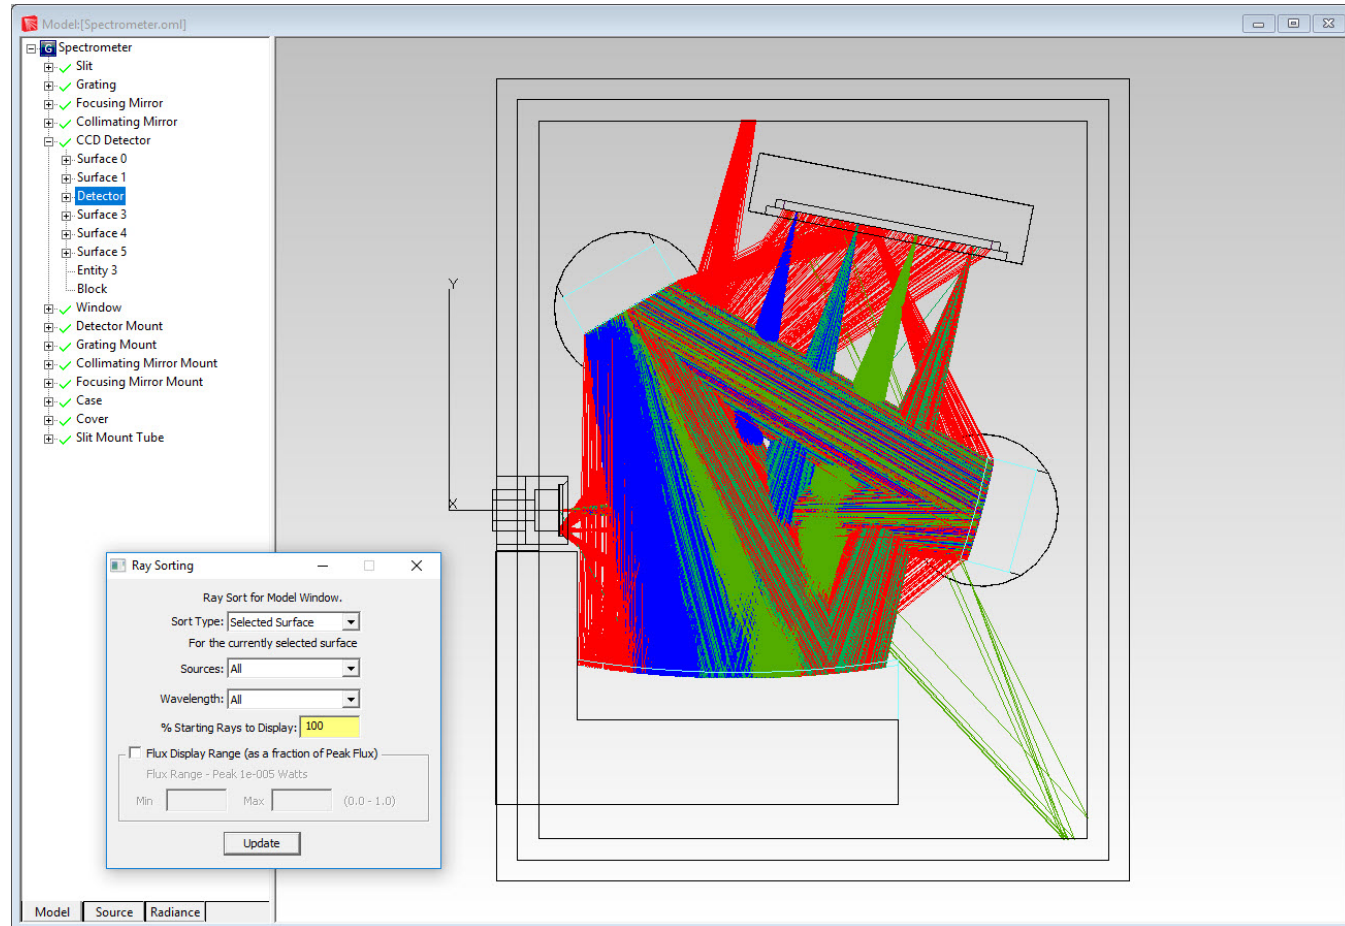 Model:[Spectrometer.oml]
Spectrometer
Slit
Grating
Focusing Mirror
Collimating Mirror
CCD Detector
Surface 0
Surface 1
Detector
Surface 3
Surface 4
Surface 5
Entity 3
Block
Window
Detector Mount
Grating Mount
Collimating Mirror Mount
Focusing Mirror Mount
Case
Cover
Slit Mount Tube
Y
X
Ray Sorting
Ray Sort for Model Window.
Sort Type: Selected Surface
For the currently selected surface
Sources: All
Wavelength: All
% Starting Rays to Display: 100
Flux Display Range (as a fraction of Peak Flux)
Flux Range - Peak 1e-005 Watts
Min Max (0.0 - 1.0)
Update
Model Source Radiance